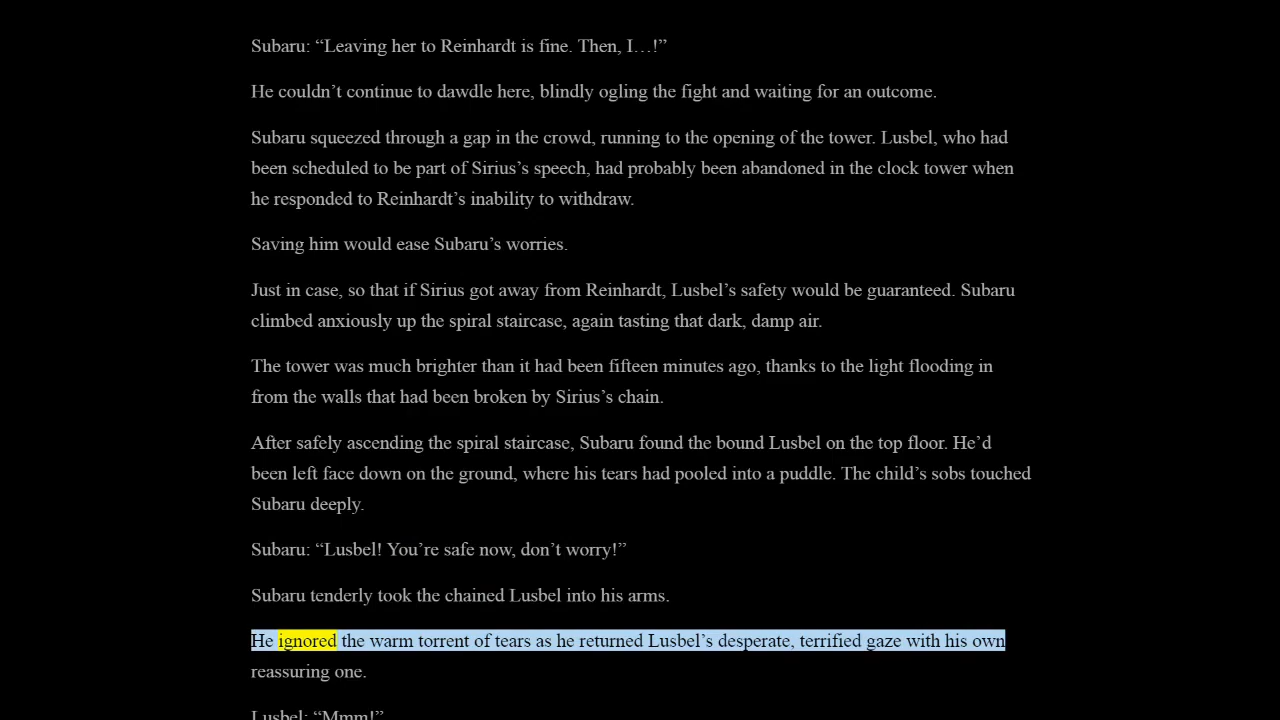 Subaru: “Leaving her to Reinhardt is fine. Then, I…!”
He couldn’t continue to dawdle here, blindly ogling the fight and waiting for an outcome.
Subaru squeezed through a gap in the crowd, running to the opening of the tower. Lusbel, who had
been scheduled to be part of Sirius’s speech, had probably been abandoned in the clock tower when
he responded to Reinhardt’s inability to withdraw.
Saving him would ease Subaru’s worries.
Just in case, so that if Sirius got away from Reinhardt, Lusbel’s safety would be guaranteed. Subaru
climbed anxiously up the spiral staircase, again tasting that dark, damp air.
The tower was much brighter than it had been fifteen minutes ago, thanks to the light flooding in
from the walls that had been broken by Sirius’s chain.
After safely ascending the spiral staircase, Subaru found the bound Lusbel on the top floor. He’d
been left face down on the ground, where his tears had pooled into a puddle. The child’s sobs touched
Subaru deeply.
Subaru: “Lusbel! You’re safe now, don’t worry!”
Subaru tenderly took the chained Lusbel into his arms.
He ignored the warm torrent of tears as he returned Lusbel’s desperate, terrified gaze with his own
reassuring one.
Lusbel: “Mmm!”